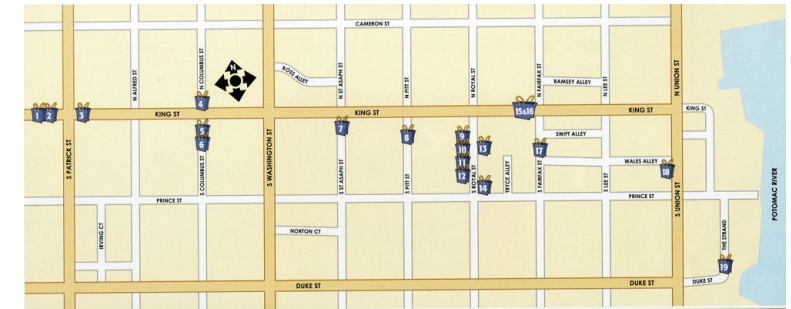 CAMERON ST
N ALFRED ST
N COLUMBUS ST
N
ROSS ALLEY
N ST ASAPH ST
N PITT ST
N ROYAL ST
N FAIRFAX ST
RAMSEY ALLEY
N LEE ST
N UNION ST
1
2
3
4
KING ST
KING ST
15&16
KING ST
KING ST
5
6
7
8
9
10
11
12
13
14
17
SWIFT ALLEY
WALES ALLEY
18
S PATRICK ST
S COLUMBUS ST
S WASHINGTON ST
S ST ASAPH ST
S PITT ST
S ROYAL ST
TRYCE ALLEY
S FAIRFAX ST
S LEE ST
S UNION ST
POTOMAC RIVER
PRINCE ST
PRINCE ST
IRVING CT
NORTON CT
THE STRAND
19
DUKE ST
DUKE ST
DUKE ST